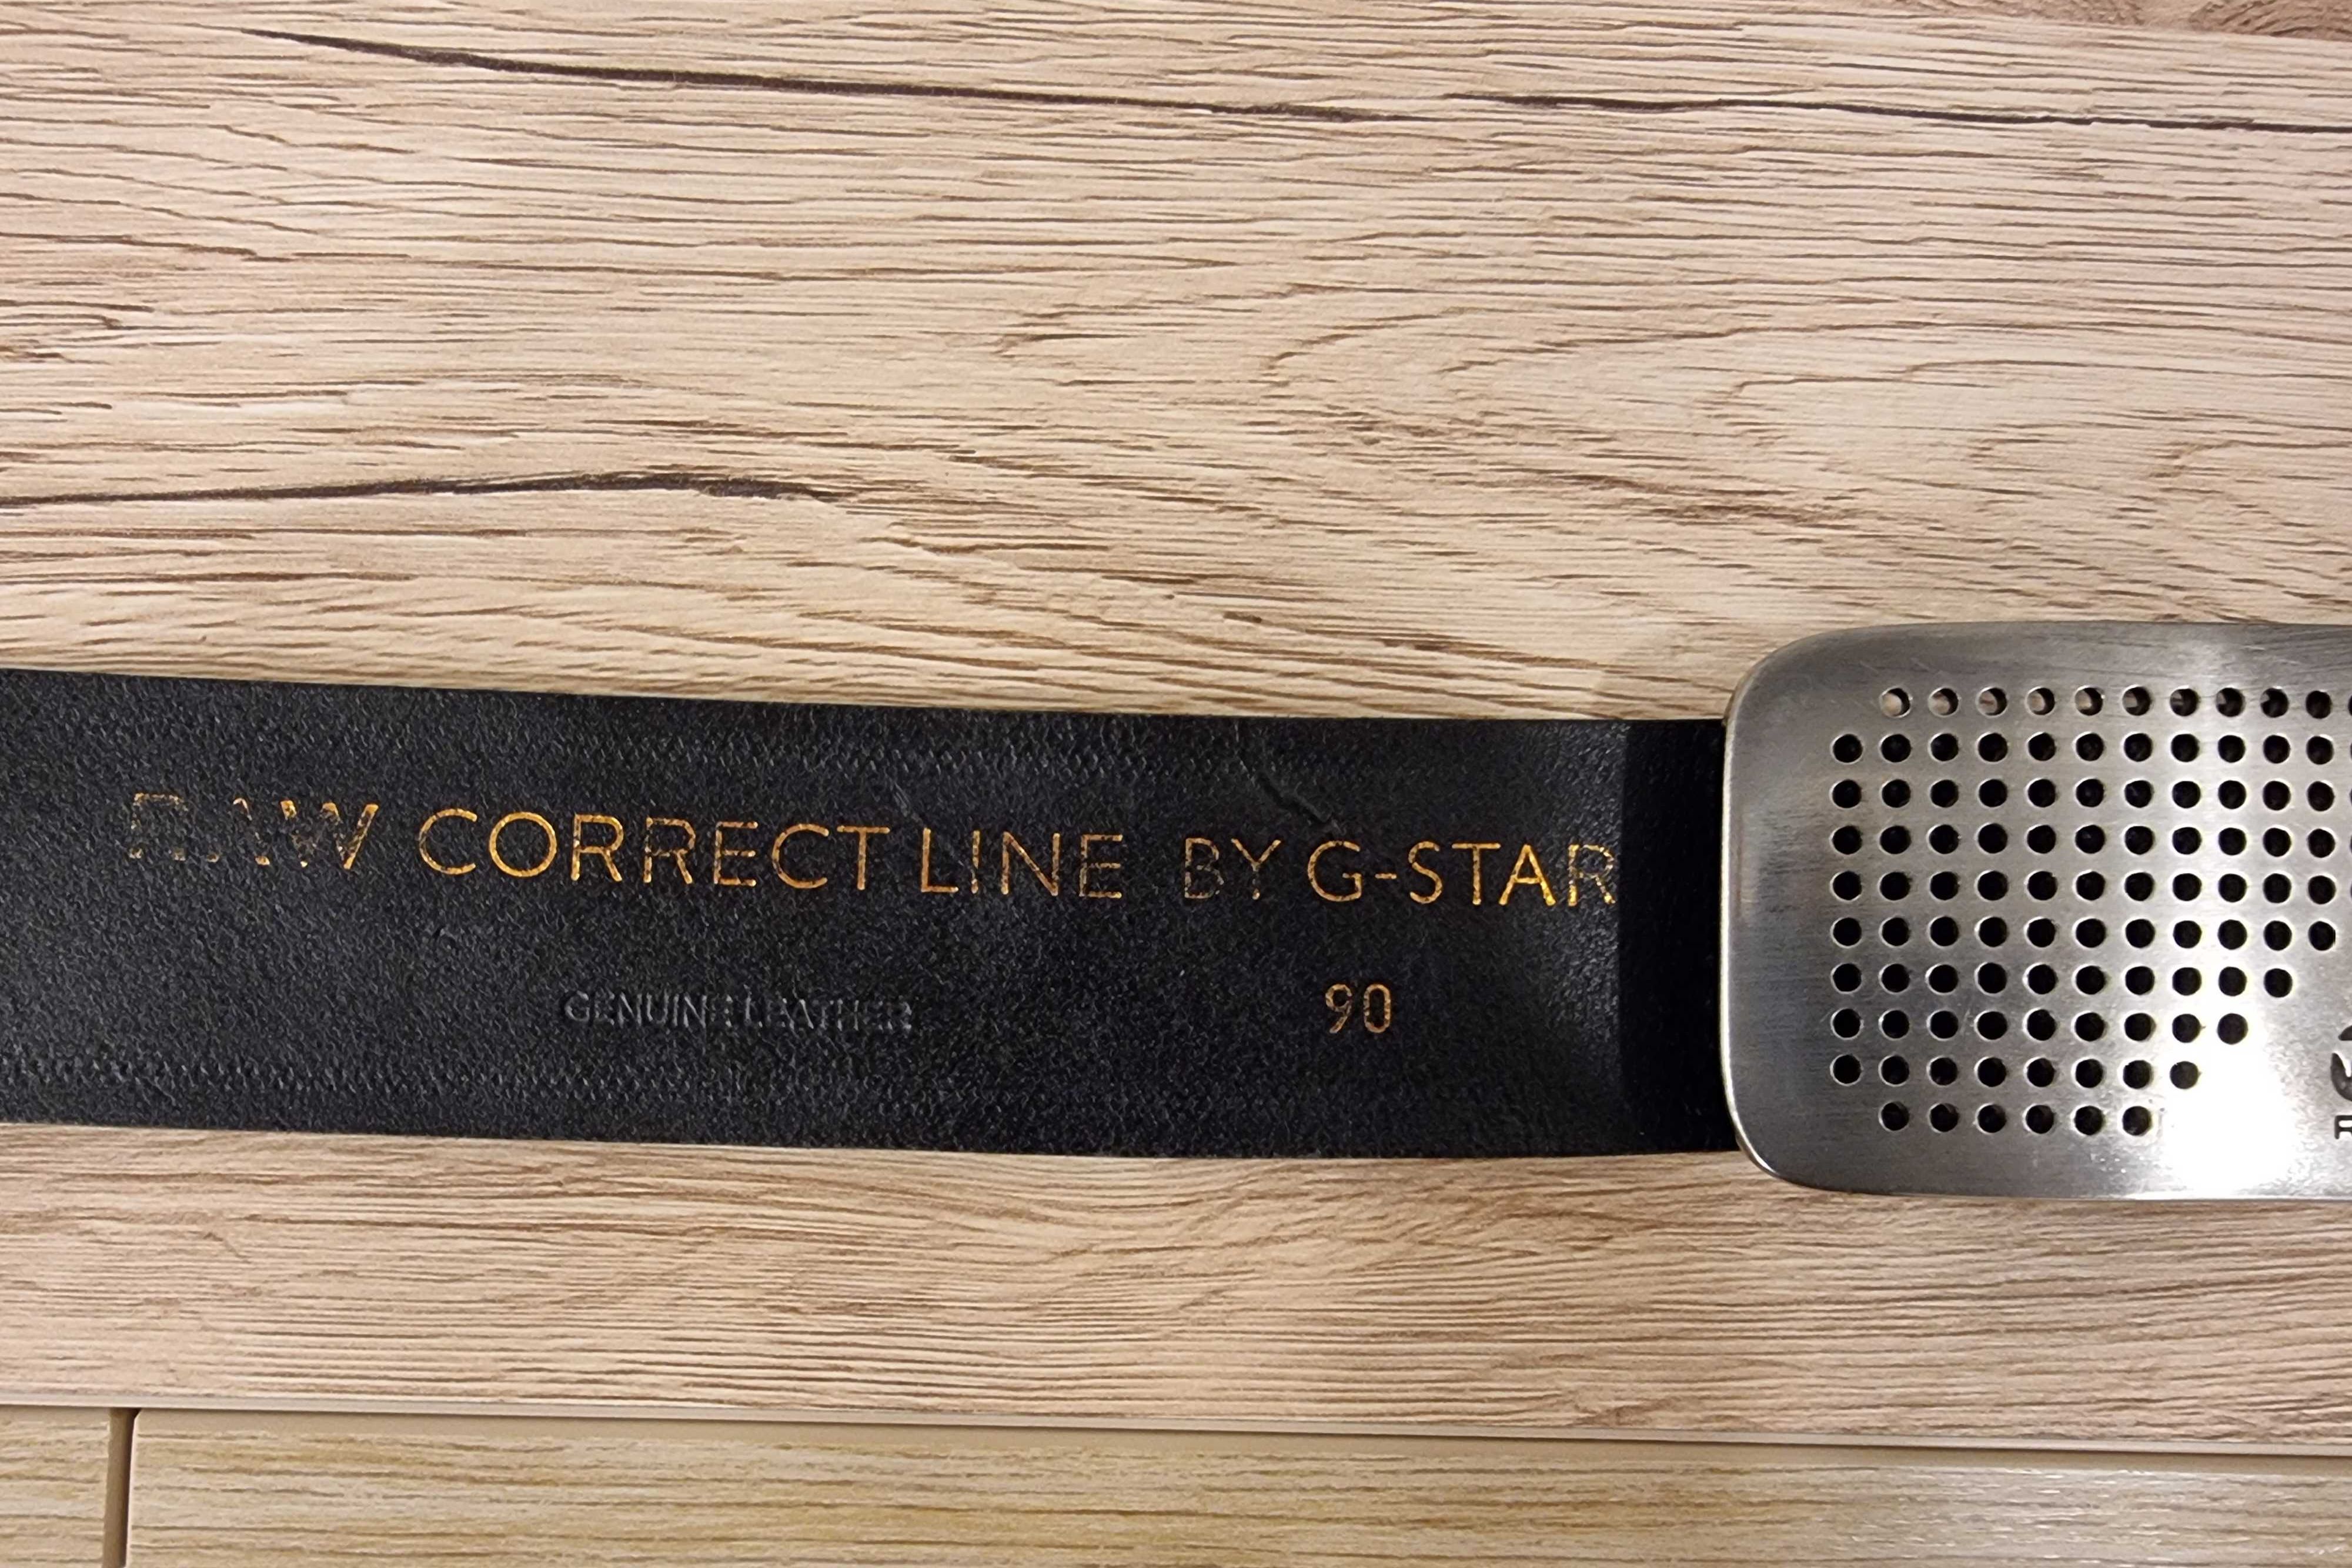 RAW CORRECT LINE BY G-STAR
GENUINE LEATHER 90